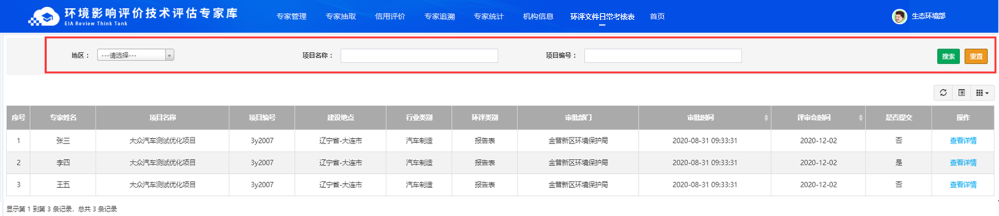 环境影响评价技术评估专家库
EIA Review Think Tank
专家管理 专家抽取 信用评价 专家追溯 专家统计 机构信息 环评文件日常考核表 首页 生态环境部
地区： ---请选择--- 项目名称： 项目编号： 搜索 重置
序号 专家姓名 项目名称 项目编号 建设地点 行业类别 环评类别 审批部门 审批时间 评审会时间 是否提交 操作
1 张三 大众汽车测试优化项目 3y2007 辽宁省-大连市 汽车制造 报告表 金普新区环境保护局 2020-08-31 09:33:31 2020-12-02 否 查看详情
2 李四 大众汽车测试优化项目 3y2007 辽宁省-大连市 汽车制造 报告表 金普新区环境保护局 2020-08-31 09:33:31 2020-12-02 是 查看详情
3 王五 大众汽车测试优化项目 3y2007 辽宁省-大连市 汽车制造 报告表 金普新区环境保护局 2020-08-31 09:33:31 2020-12-02 否 查看详情
显示第 1 到第 3 条记录，总共 3 条记录